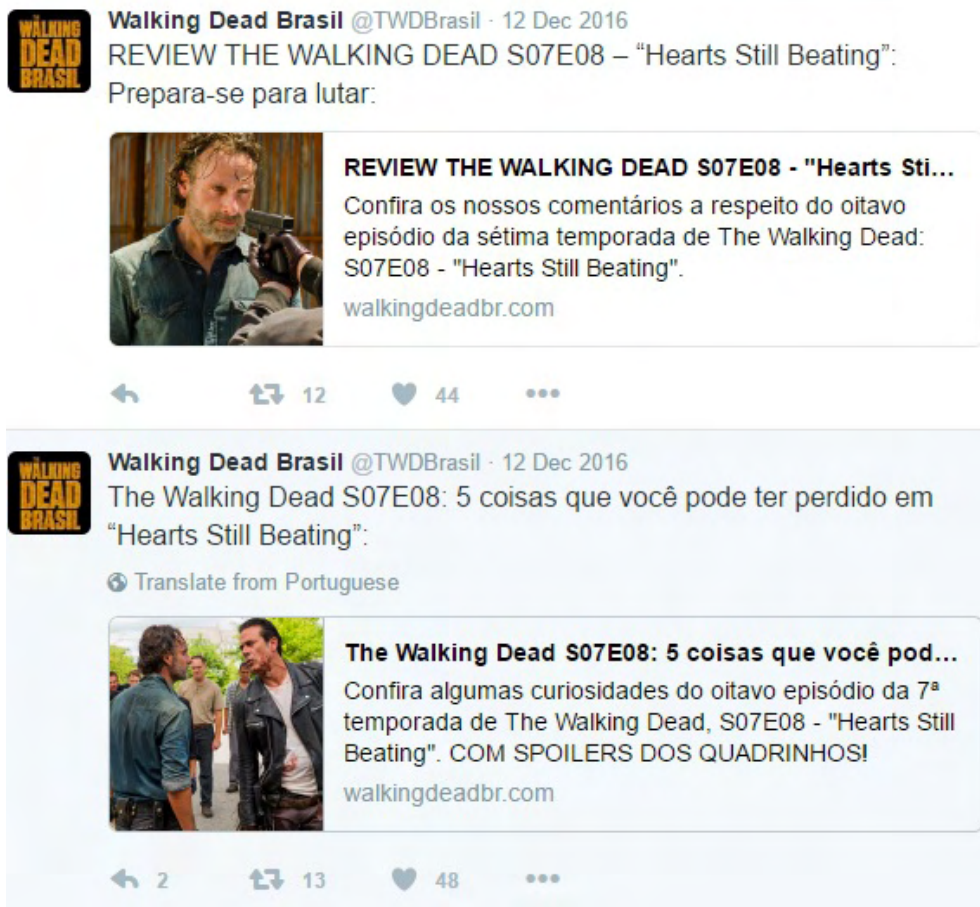 THE
WALKING
DEAD
BRASIL
Walking Dead Brasil @TWDBrasil · 12 Dec 2016
REVIEW THE WALKING DEAD S07E08 – “Hearts Still Beating”:
Prepara-se para lutar:
REVIEW THE WALKING DEAD S07E08 - "Hearts Sti...
Confira os nossos comentários a respeito do oitavo
episódio da sétima temporada de The Walking Dead:
S07E08 - "Hearts Still Beating".
walkingdeadbr.com
12 44
THE
WALKING
DEAD
BRASIL
Walking Dead Brasil @TWDBrasil · 12 Dec 2016
The Walking Dead S07E08: 5 coisas que você pode ter perdido em
“Hearts Still Beating”:
Translate from Portuguese
The Walking Dead S07E08: 5 coisas que você pod...
Confira algumas curiosidades do oitavo episódio da 7ª
temporada de The Walking Dead, S07E08 - "Hearts Still
Beating". COM SPOILERS DOS QUADRINHOS!
walkingdeadbr.com
2 13 48